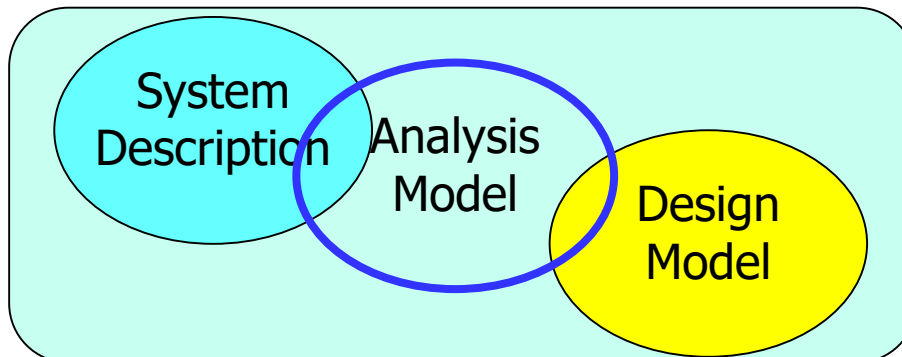 System
Description
Analysis
Model
Design
Model